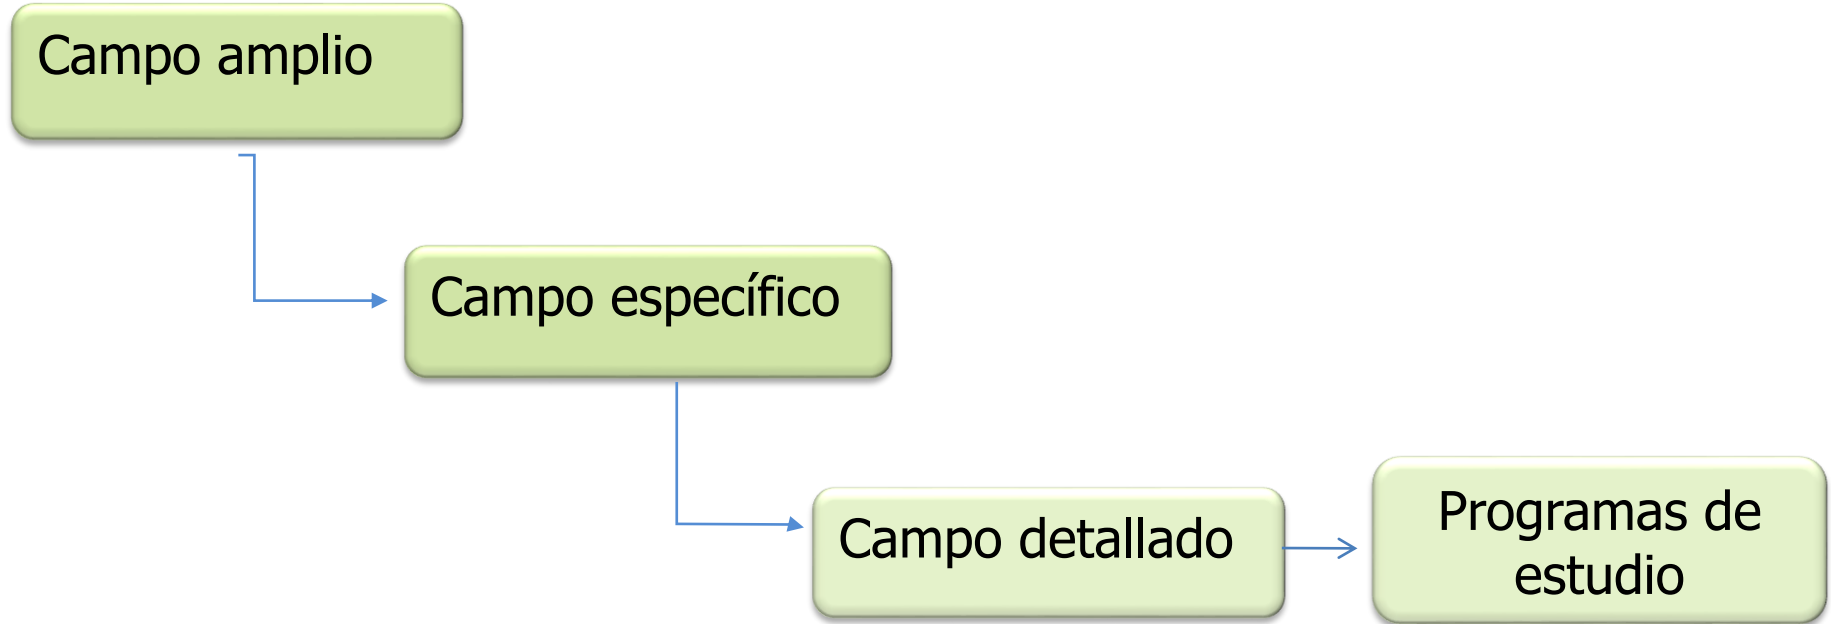 Campo amplio
Campo específico
Campo detallado
Programas de
estudio